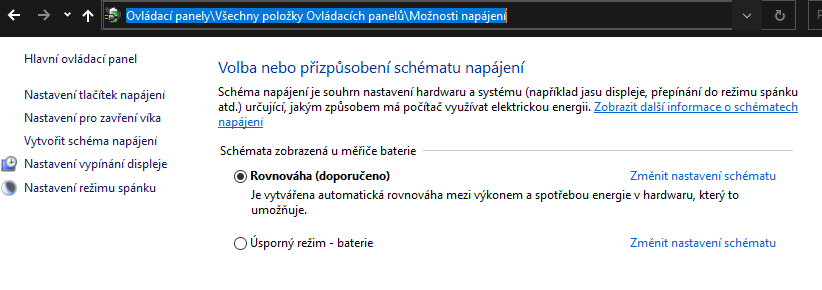 Ovládací panely\Všechny položky Ovládacích panelů\Možnosti napájení
Hlavní ovládací panel
Nastavení tlačítek napájení
Nastavení pro zavření víka
Vytvořit schéma napájení
Nastavení vypínání displeje
Nastavení režimu spánku
Volba nebo přizpůsobení schématu napájení
Schéma napájení je souhrn nastavení hardwaru a systému (například jasu displeje, přepínání do režimu spánku
atd.) určující, jakým způsobem má počítač využívat elektrickou energii. Zobrazit další informace o schématech
napájení
Schémata zobrazená u měřiče baterie
Rovnováha (doporučeno) Změnit nastavení schématu
Je vytvářena automatická rovnováha mezi výkonem a spotřebou energie v hardwaru, který to
umožňuje.
Úsporný režim - baterie Změnit nastavení schématu